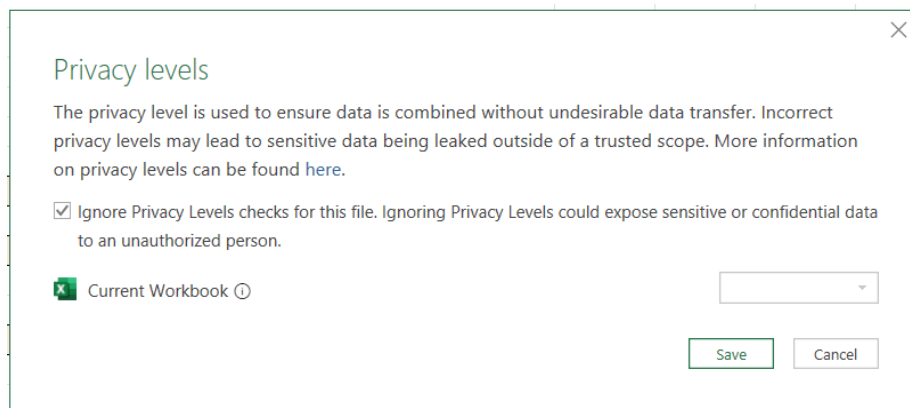 Privacy levels
The privacy level is used to ensure data is combined without undesirable data transfer. Incorrect
privacy levels may lead to sensitive data being leaked outside of a trusted scope. More information
on privacy levels can be found here.
Ignore Privacy Levels checks for this file. Ignoring Privacy Levels could expose sensitive or confidential data
to an unauthorized person.
Current Workbook
Save Cancel